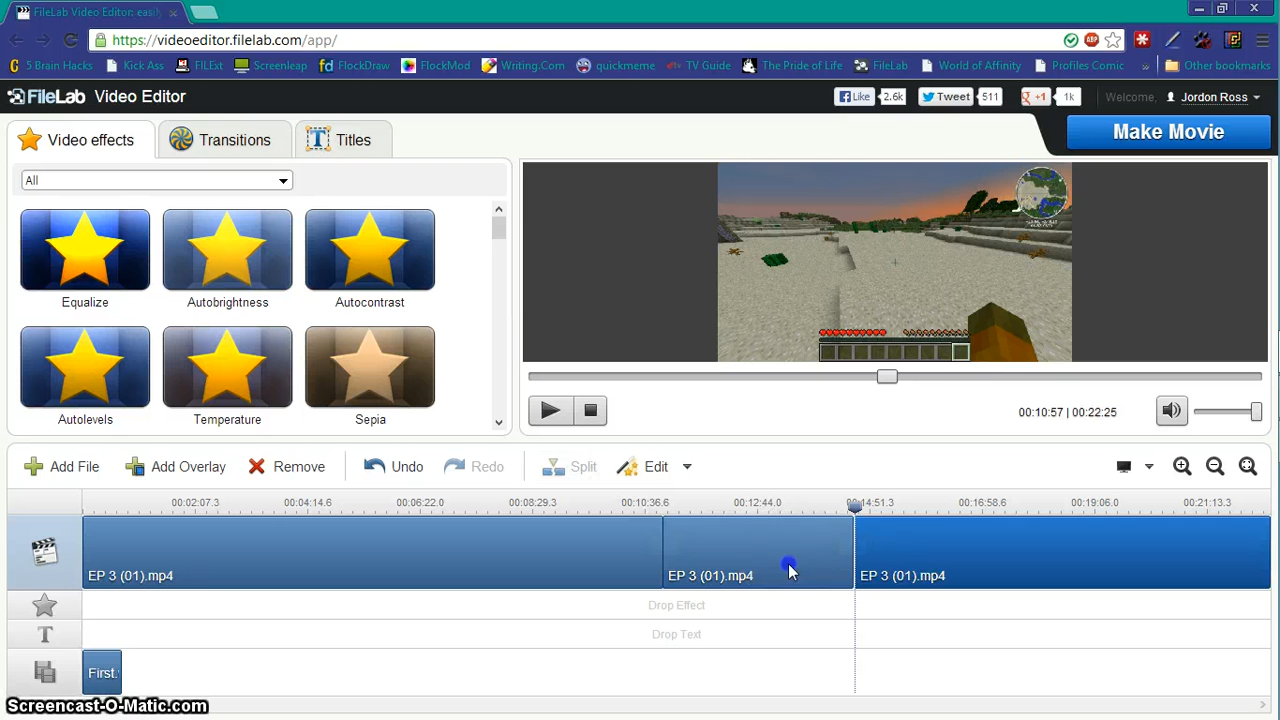 FileLab Video Editor: easily
https://videoeditor.filelab.com/app/
ABP
5 Brain Hacks Kick Ass FILExt Screenleap FlockDraw FlockMod Writing.Com quickmeme TV Guide The Pride of Life FileLab World of Affinity Profiles Comic » Other bookmarks
FileLab Video Editor
Like 2.6k Tweet 511 +1 1k Welcome, Jordon Ross
Video effects Transitions Titles
Make Movie
All
Equalize Autobrightness Autocontrast
Autolevels Temperature Sepia
00:10:57 | 00:22:25
Add File Add Overlay Remove Undo Redo Split Edit
00:02:07.3 00:04:14.6 00:06:22.0 00:08:29.3 00:10:36.6 00:12:44.0 00:14:51.3 00:16:58.6 00:19:06.0 00:21:13.3
EP 3 (01).mp4 EP 3 (01).mp4 EP 3 (01).mp4
Drop Effect
T Drop Text
First.
Screencast-O-Matic.com